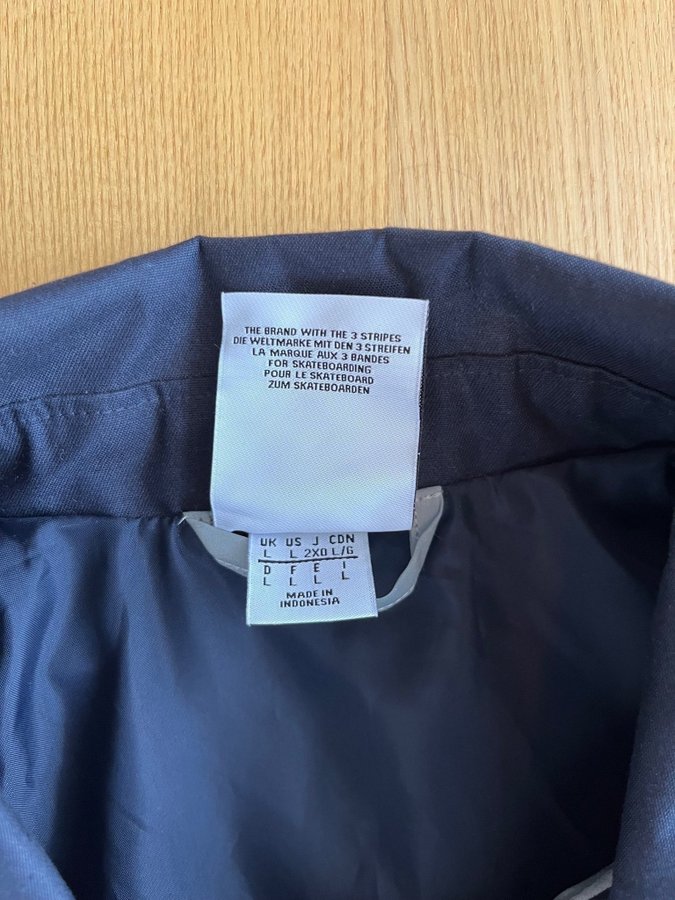 THE BRAND WITH THE 3 STRIPES
DIE WELTMARKE MIT DEN 3 STREIFEN
LA MARQUE AUX 3 BANDES
FOR SKATEBOARDING
POUR LE SKATEBOARD
ZUM SKATEBOARDEN
UK US J CDN
L L 2XO L/G
D F E I
L L L L
MADE IN
INDONESIA